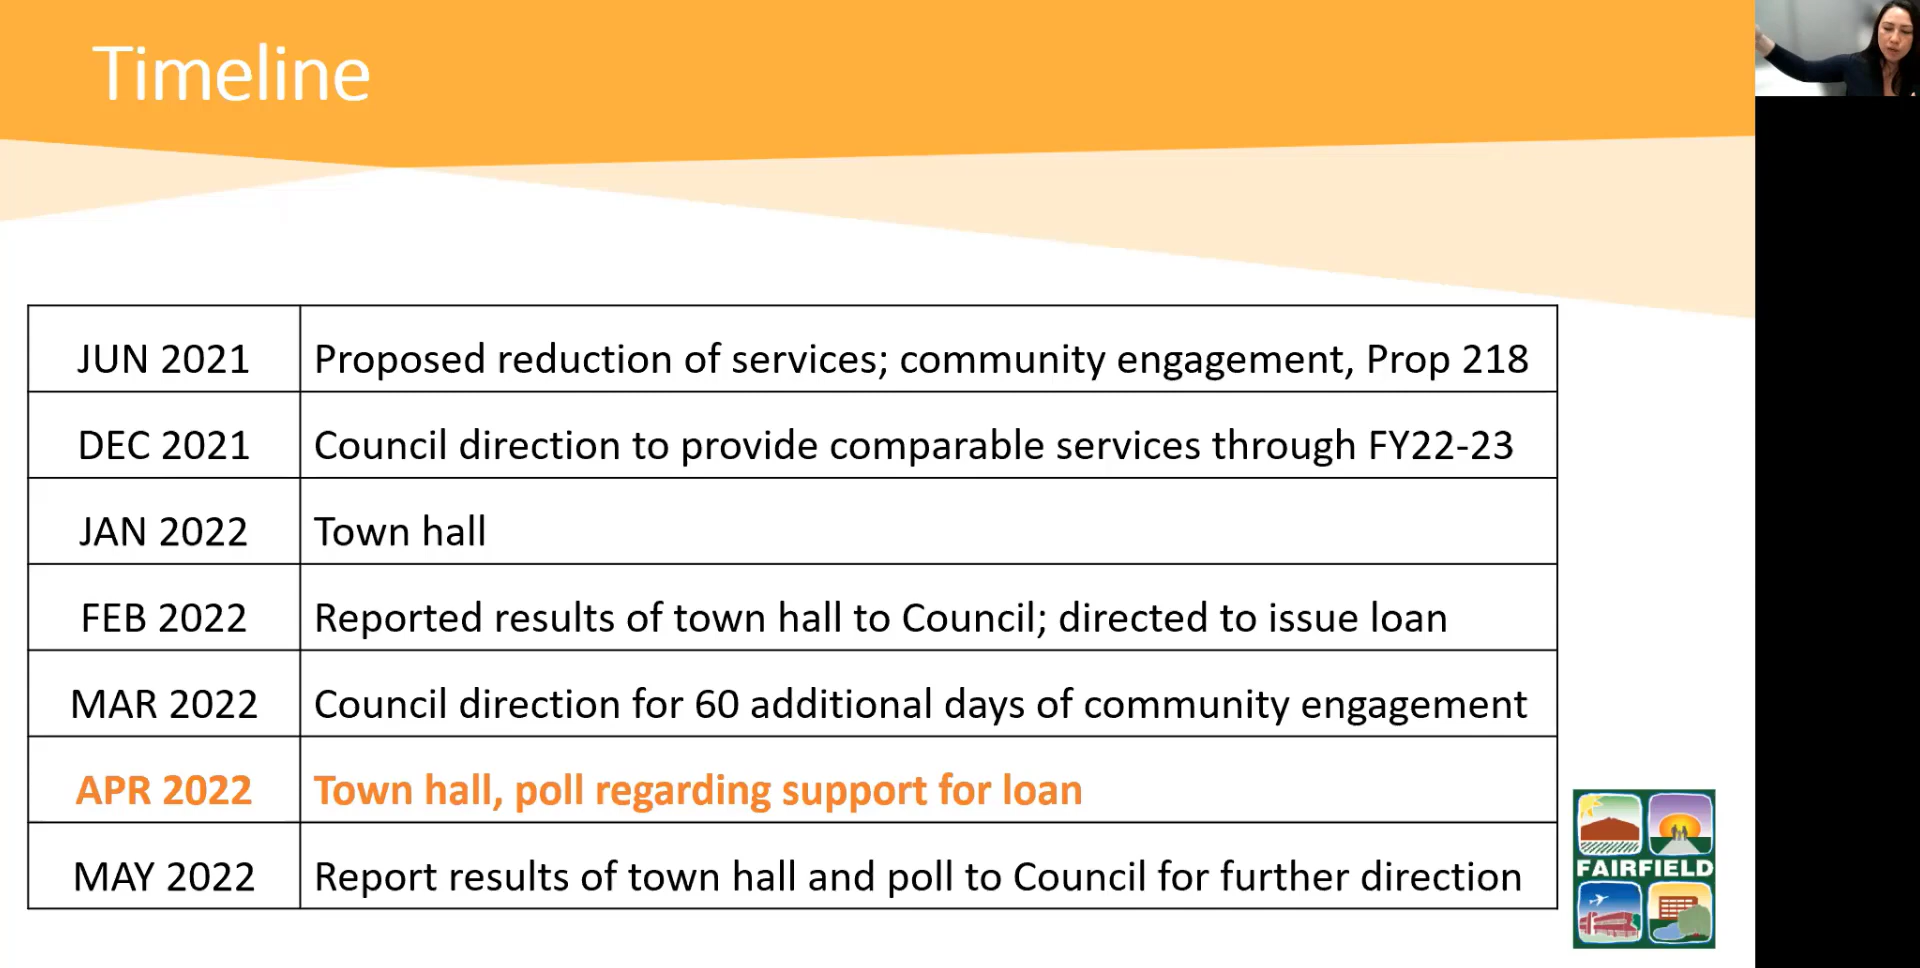 Timeline
JUN 2021 Proposed reduction of services; community engagement, Prop 218
DEC 2021 Council direction to provide comparable services through FY22-23
JAN 2022 Town hall
FEB 2022 Reported results of town hall to Council; directed to issue loan
MAR 2022 Council direction for 60 additional days of community engagement
APR 2022 Town hall, poll regarding support for loan
MAY 2022 Report results of town hall and poll to Council for further direction
FAIRFIELD